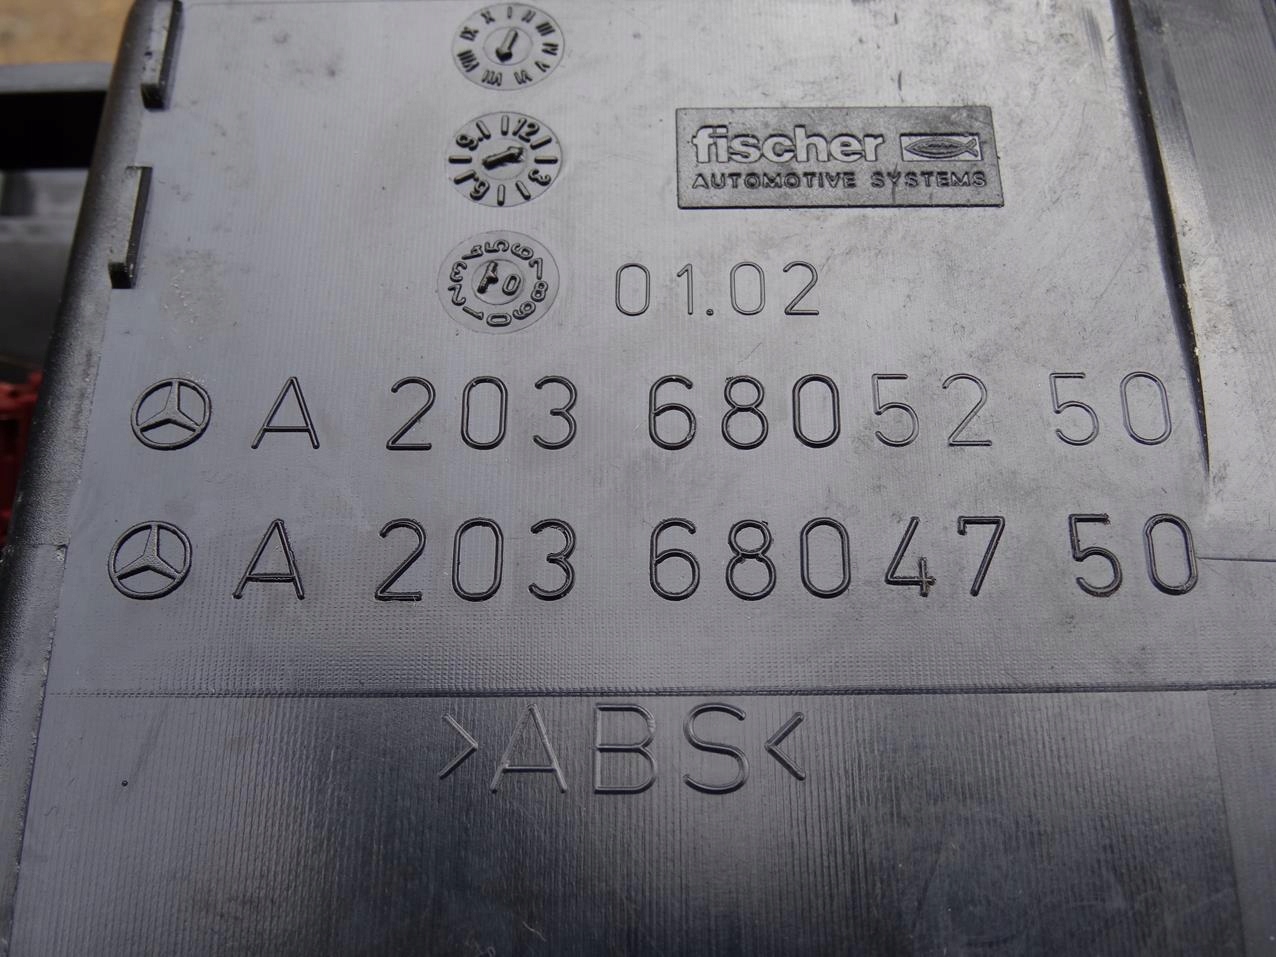 fischer
AUTOMOTIVE SYSTEMS
01.02
A 203 680 52 50
A 203 680 47 50
>ABS<